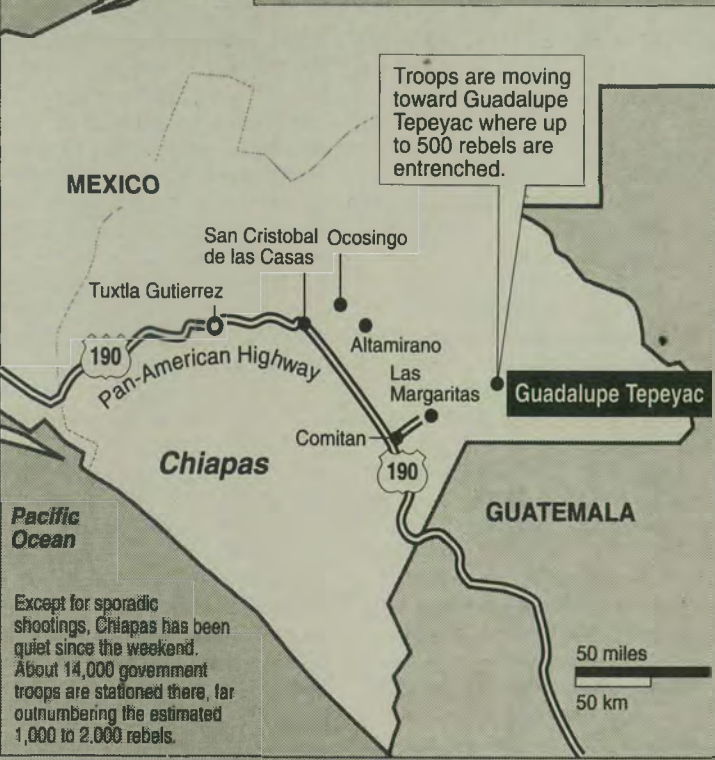 Troops are moving
toward Guadalupe
Tepeyac where up
to 500 rebels are
entrenched.
MEXICO
San Cristobal
de las Casas
Ocosingo
Tuxtla Gutierrez
190
Pan-American Highway
Altamirano
Las
Margaritas
Guadalupe Tepeyac
Comitan
Chiapas
190
GUATEMALA
Pacific
Ocean
Except for sporadic
shootings, Chiapas has been
quiet since the weekend.
About 14,000 government
troops are stationed there, far
outnumbering the estimated
1,000 to 2,000 rebels.
50 miles
50 km